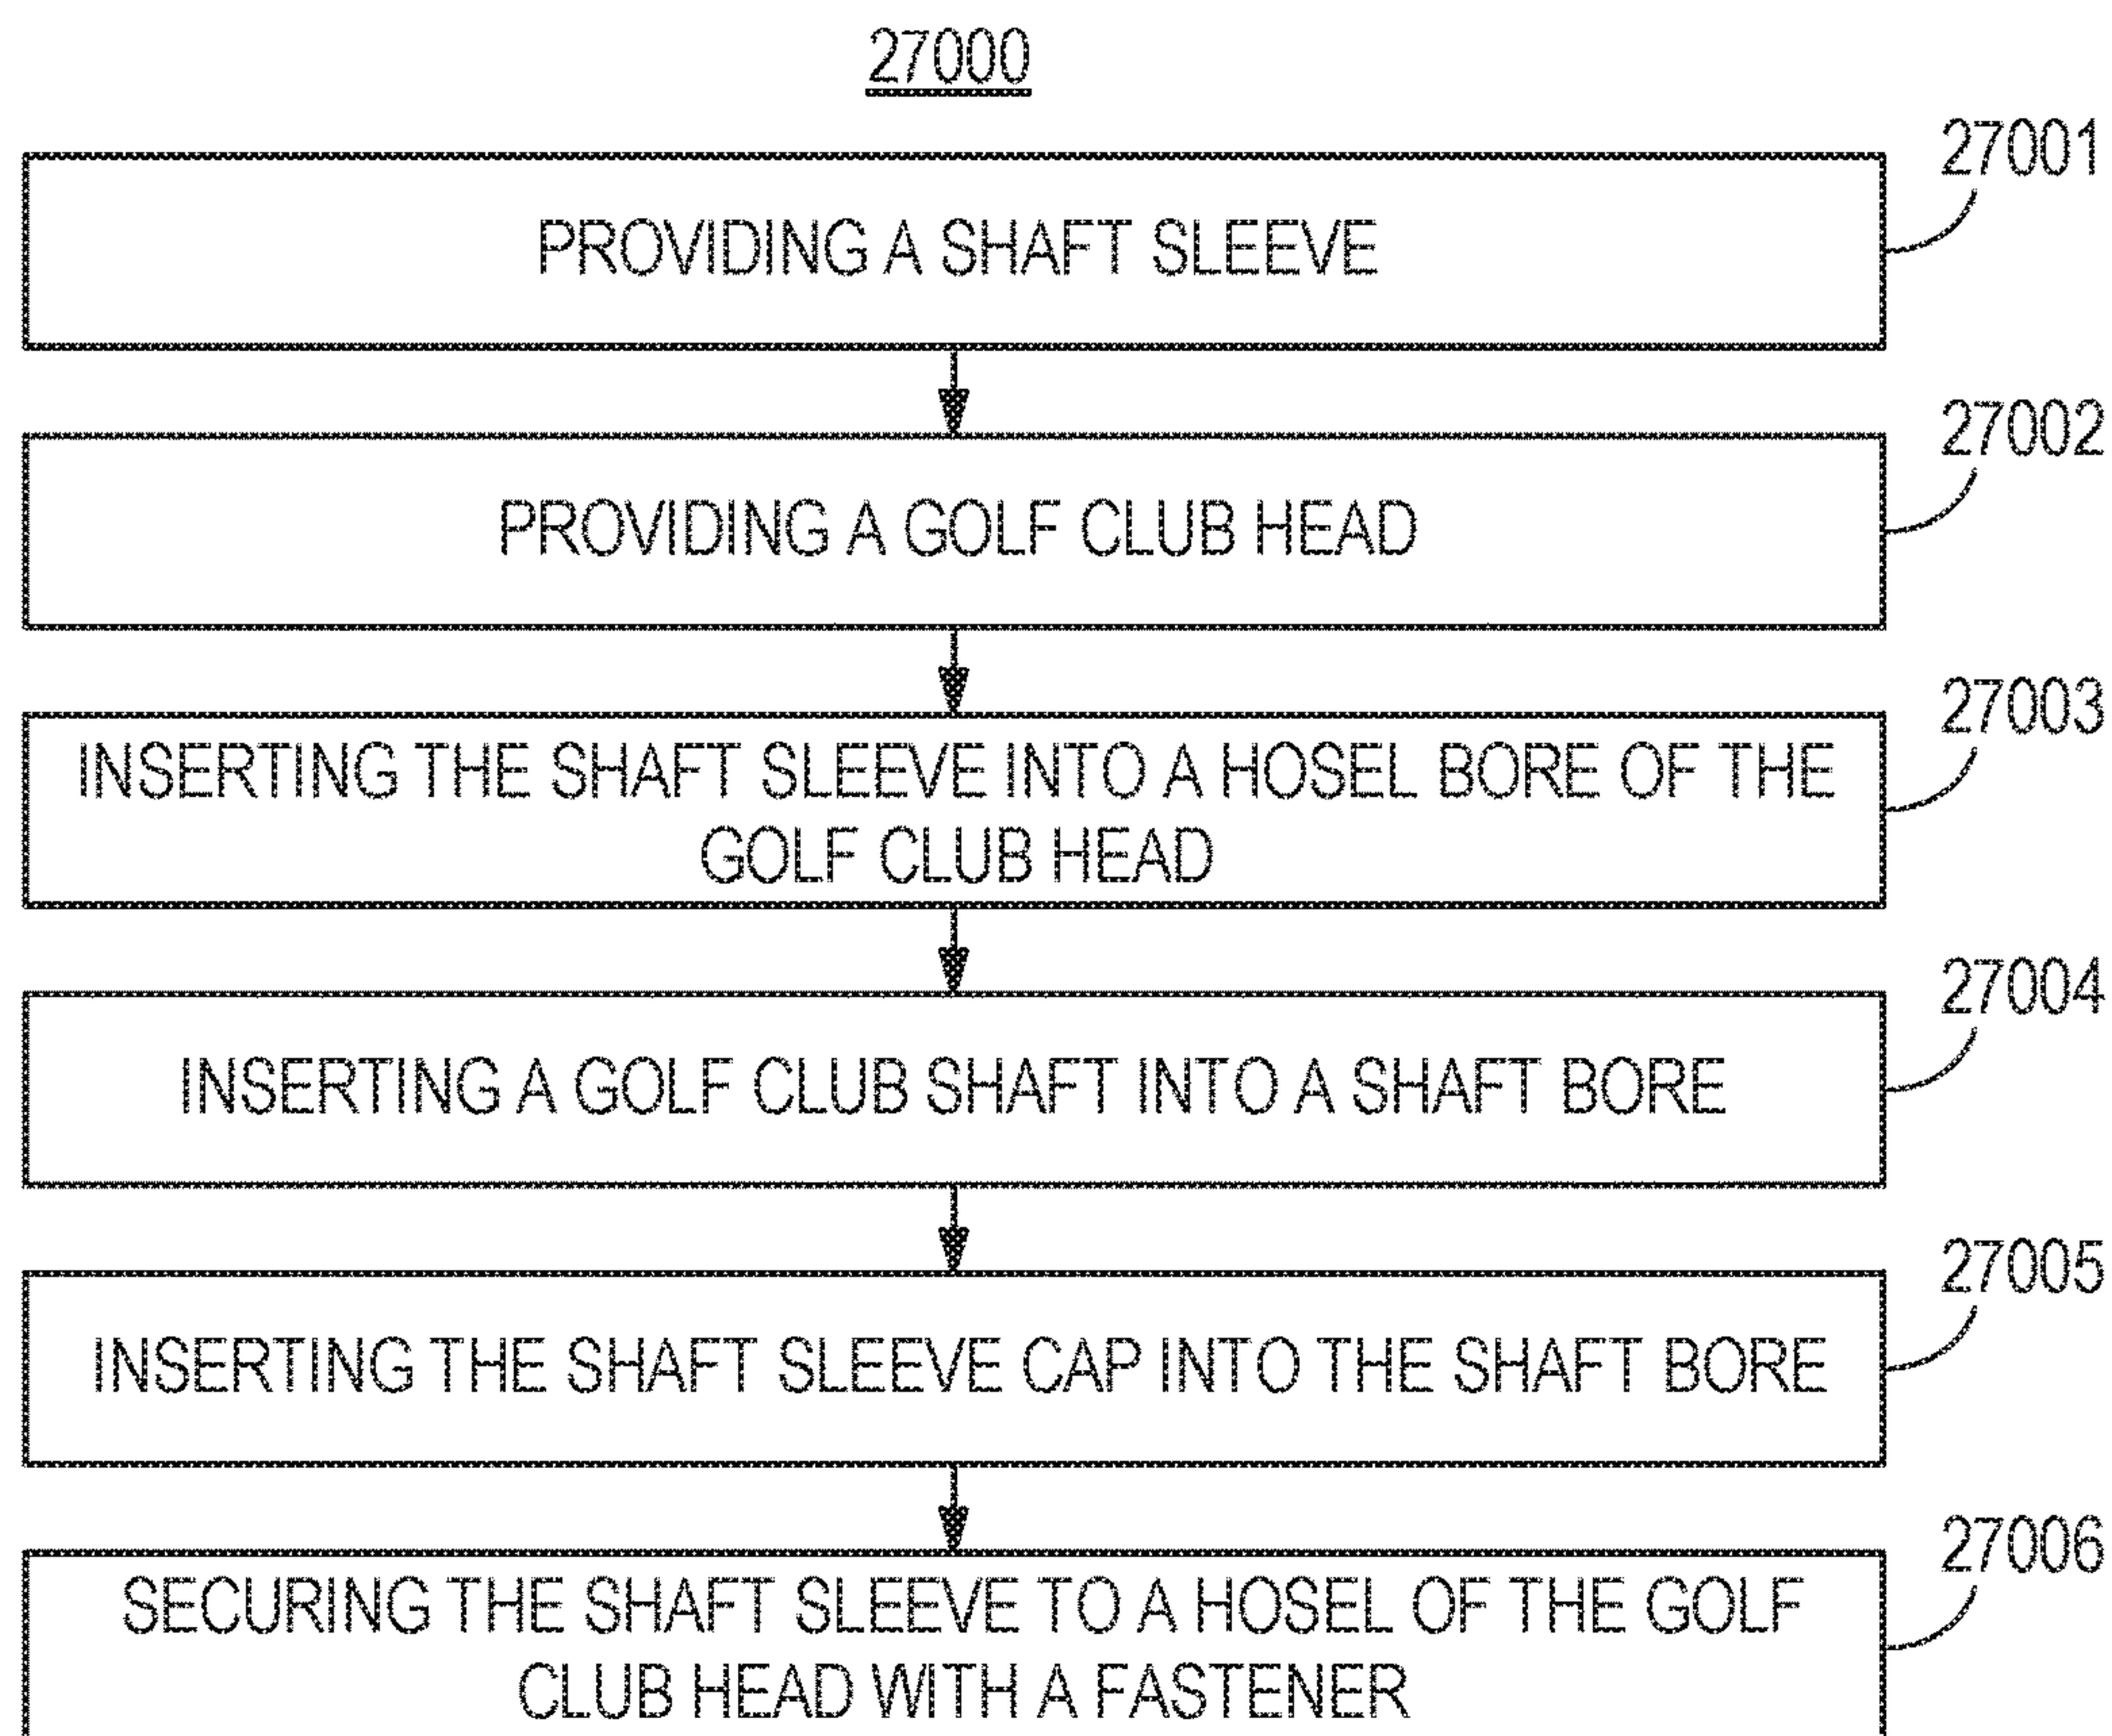 27000
27001
PROVIDING A SHAFT SLEEVE
27002
PROVIDING A GOLF CLUB HEAD
27003
INSERTING THE SHAFT SLEEVE INTO A HOSEL BORE OF THE
GOLF CLUB HEAD
27004
INSERTING A GOLF CLUB SHAFT INTO A SHAFT BORE
27005
INSERTING THE SHAFT SLEEVE CAP INTO THE SHAFT BORE
27006
SECURING THE SHAFT SLEEVE TO A HOSEL OF THE GOLF
CLUB HEAD WITH A FASTENER